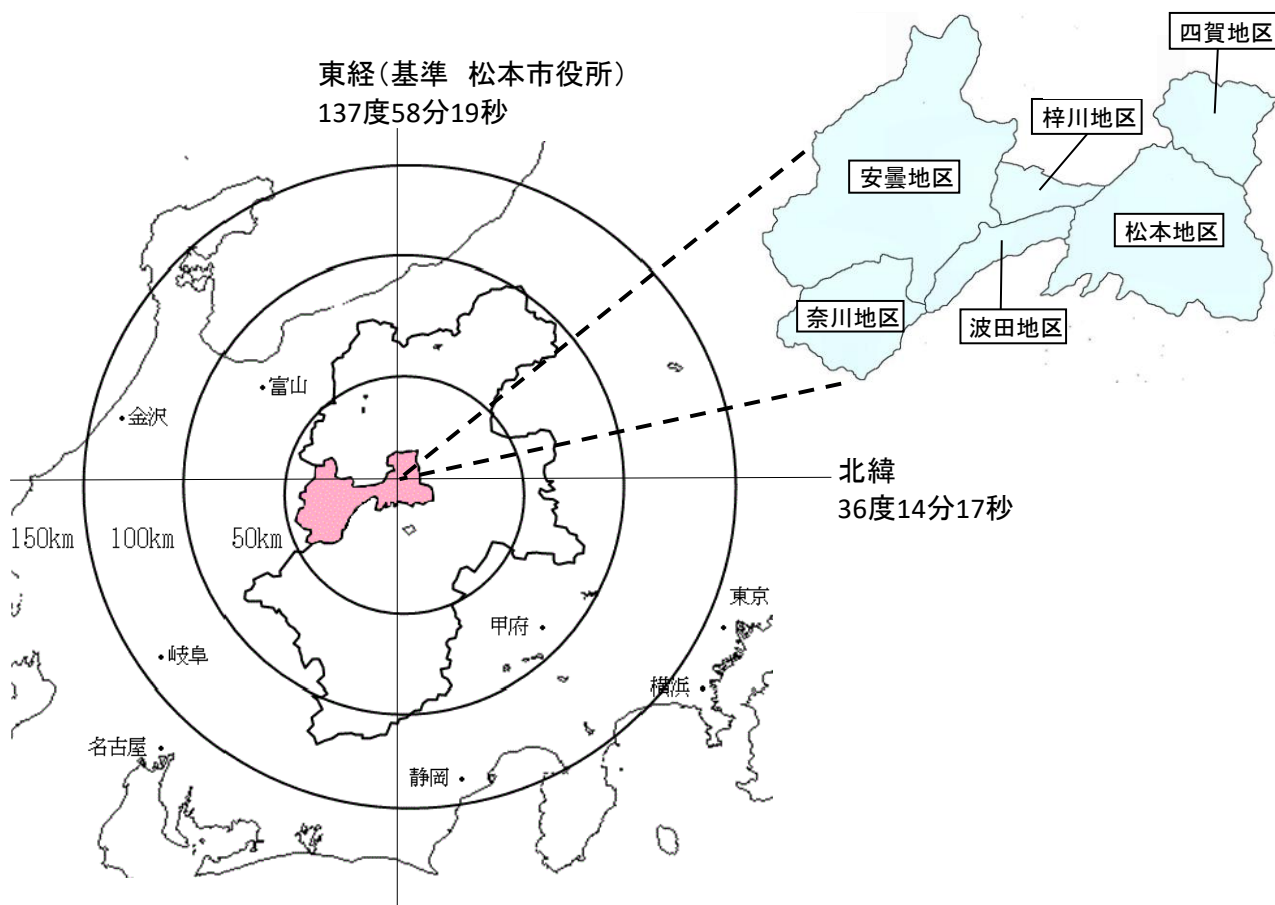 東経(基準 松本市役所)
137度58分19秒
四賀地区
梓川地区
安曇地区
松本地区
奈川地区
波田地区
富山
金沢
北緯
36度14分17秒
150km
100km
50km
東京
甲府
岐阜
横浜
名古屋
静岡